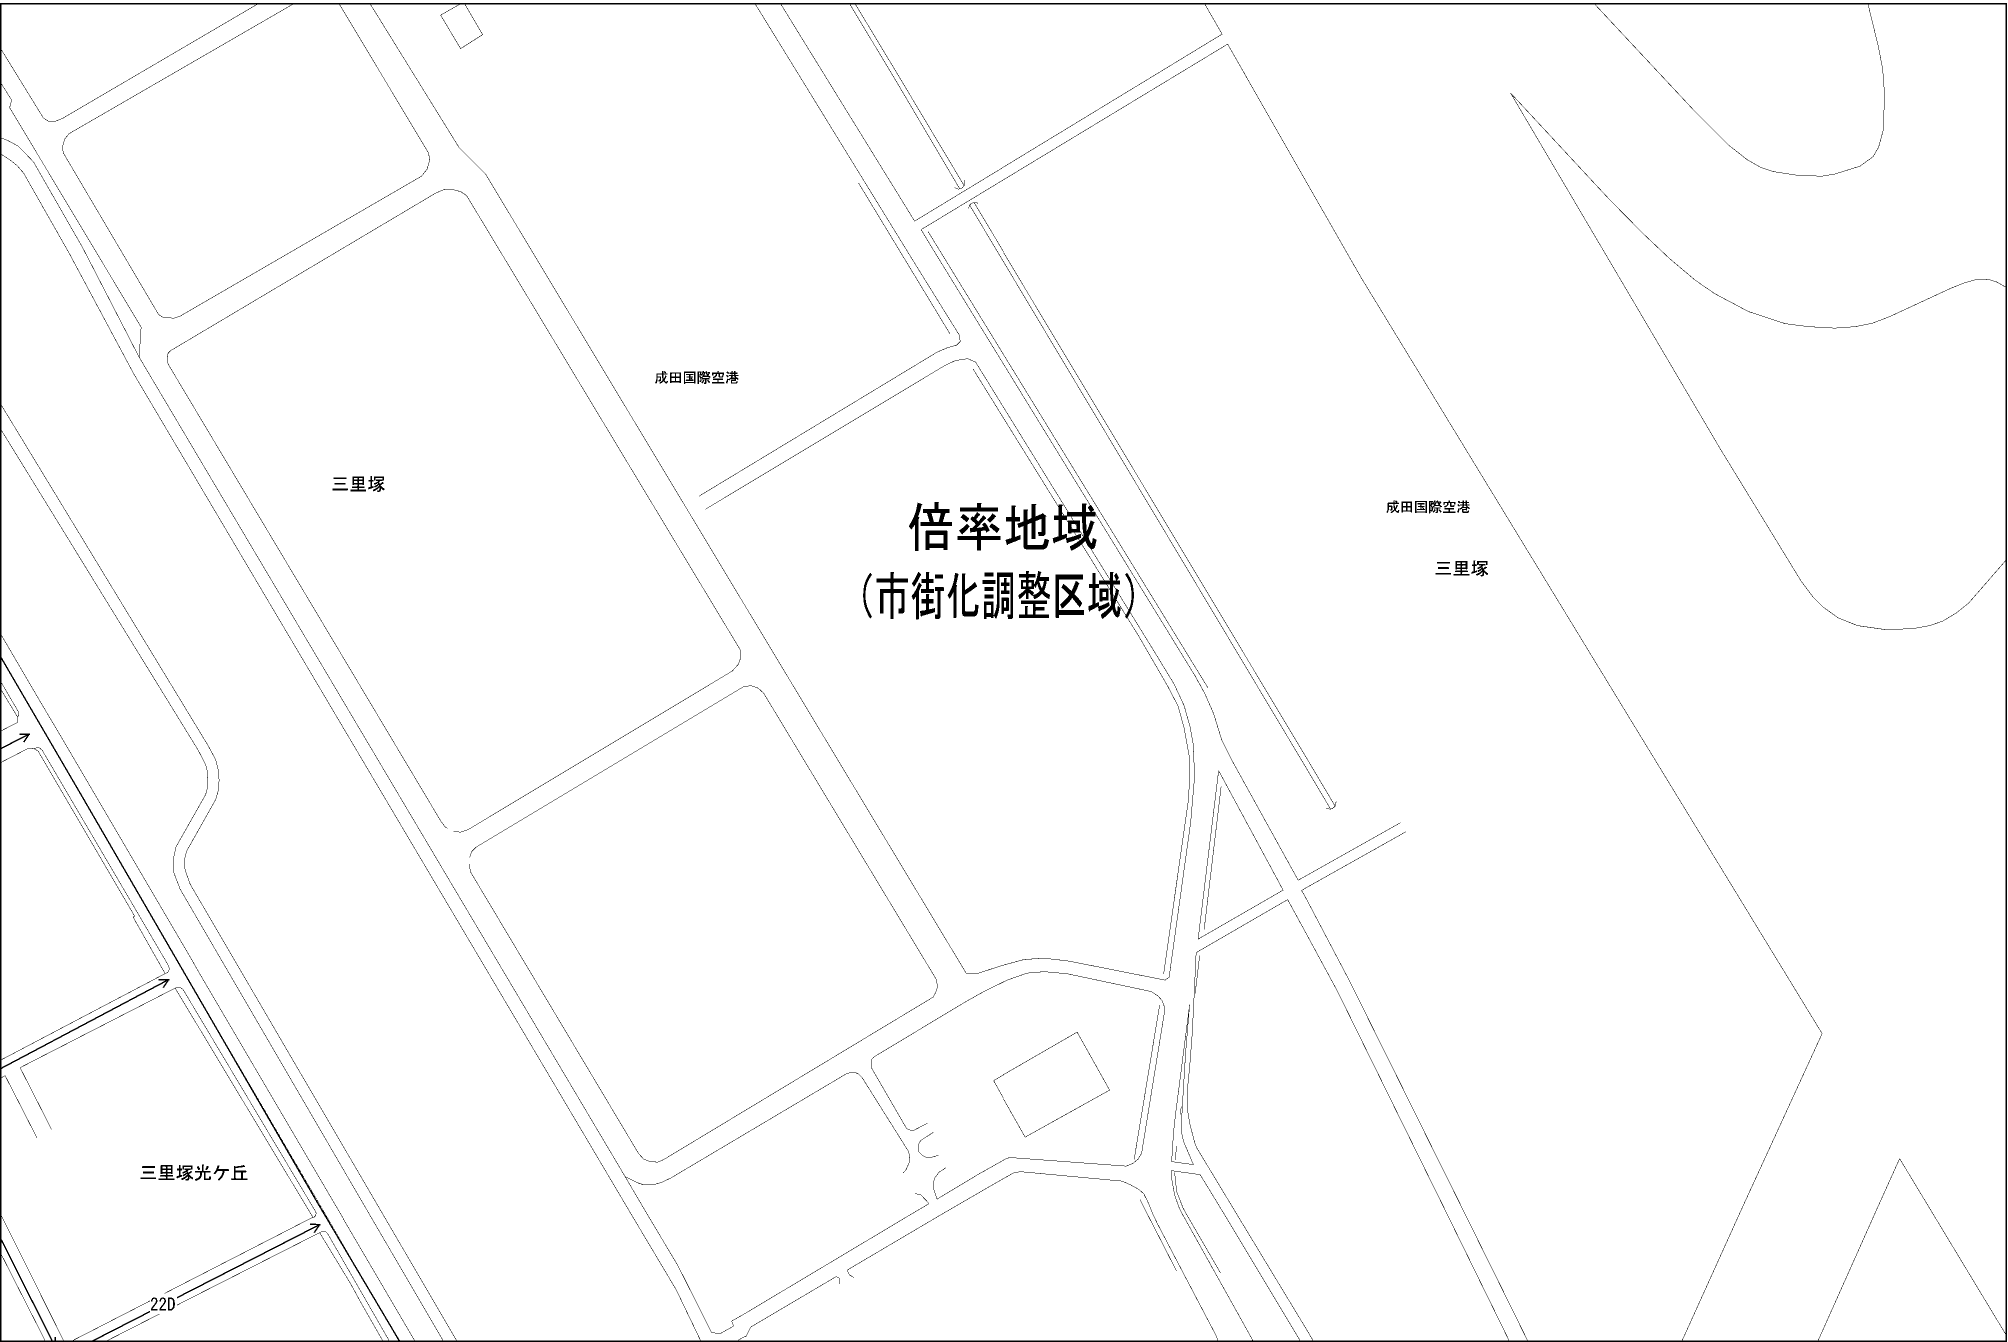 成田国際空港
三里塚
成田国際空港
倍率地域
（市街化調整区域）
三里塚
三里塚光ケ丘
22D